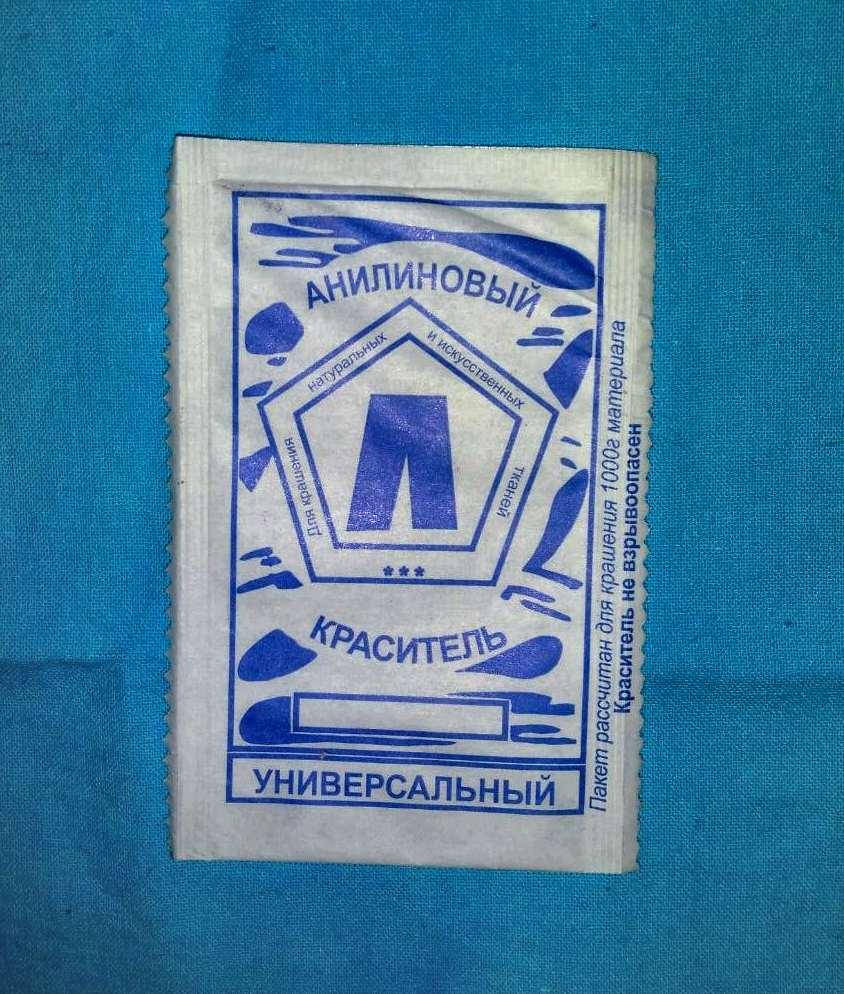 АНИЛИНОВЫЙ
Для крашения натуральных и искусственных тканей
***
КРАСИТЕЛЬ
УНИВЕРСАЛЬНЫЙ
Пакет рассчитан для крашения 1000г материала
Краситель не взрывоопасен